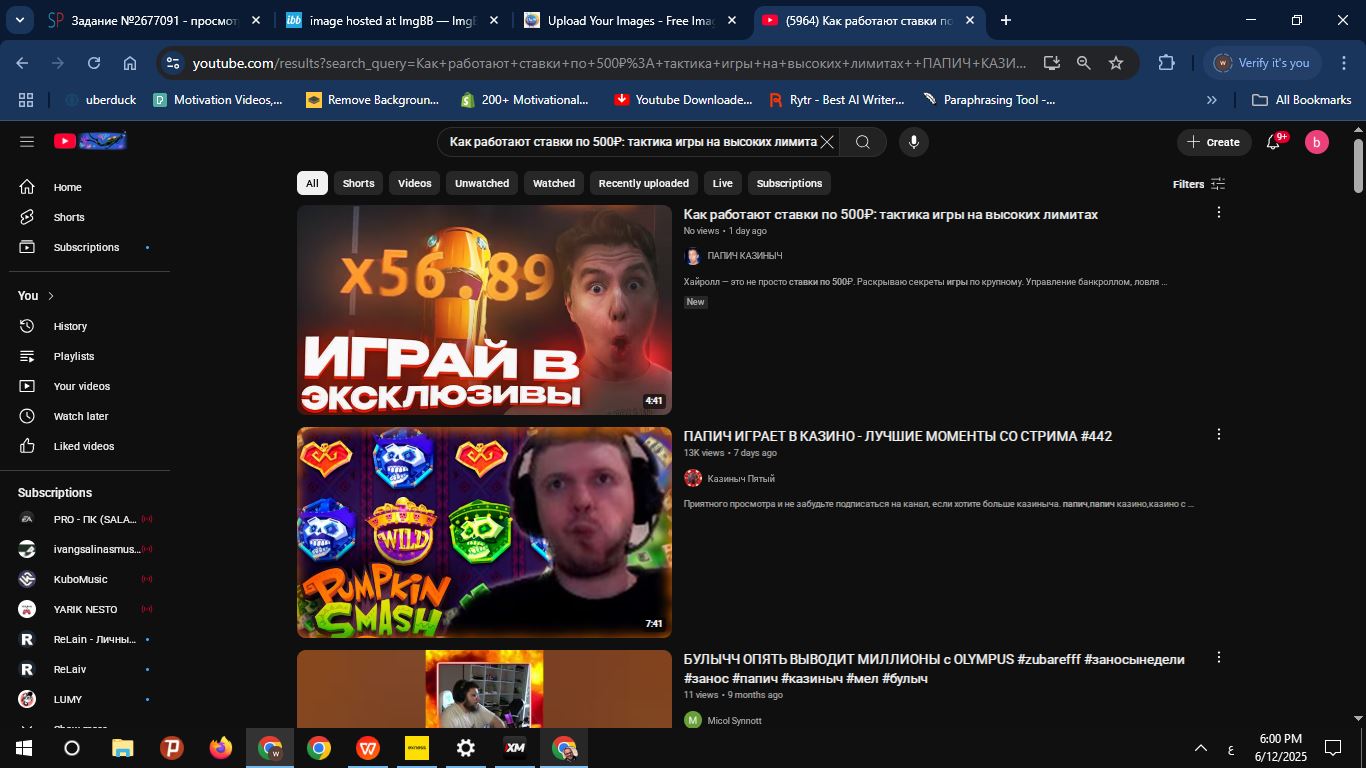 Задание №2677091 - просмотр
image hosted at ImgBB — ImgB
Upload Your Images - Free Imag
(5964) Как работают ставки по
youtube.com/results?search_query=Как+работают+ставки+по+500₽%3A+тактика+игры+на+высоких+лимитах++ПАПИЧ+КАЗИ...
Verify it's you
uberduck
Motivation Videos,...
Remove Backgroun...
200+ Motivational...
Youtube Downloade...
Rytr - Best AI Writer...
Paraphrasing Tool -...
All Bookmarks
Как работают ставки по 500₽: тактика игры на высоких лимита
Create
9+
b
All
Shorts
Videos
Unwatched
Watched
Recently uploaded
Live
Subscriptions
Filters
Home
Shorts
Subscriptions
You
History
Playlists
Your videos
Watch later
Liked videos
Subscriptions
PRO - ПК (SALA...
ivangsalinasmus...
KuboMusic
YARIK NESTO
ReLain - Личны...
ReLaiv
LUMY
Show more
x56.89
ИГРАЙ В
ЭКСКЛЮЗИВЫ
4:41
Как работают ставки по 500₽: тактика игры на высоких лимитах
No views • 1 day ago
ПАПИЧ КАЗИНЫЧ
Хайролл — это не просто ставки по 500₽. Раскрываю секреты игры по крупному. Управление банкроллом, ловля ...
New
WILD
PUMPKIN
SMASH
7:41
ПАПИЧ ИГРАЕТ В КАЗИНО - ЛУЧШИЕ МОМЕНТЫ СО СТРИМА #442
13K views • 7 days ago
Казиныч Пятый
Приятного просмотра и не забудьте подписаться на канал, если хотите больше казиныча. папич,папич казино,казино с ...
БУЛЫЧЧ ОПЯТЬ ВЫВОДИТ МИЛЛИОНЫ с OLYMPUS #zubarefff #заносынедели
#занос #папич #казиныч #мел #булыч
11 views • 9 months ago
M
Micol Synnott
exness
XM
ع
6:00 PM
6/12/2025